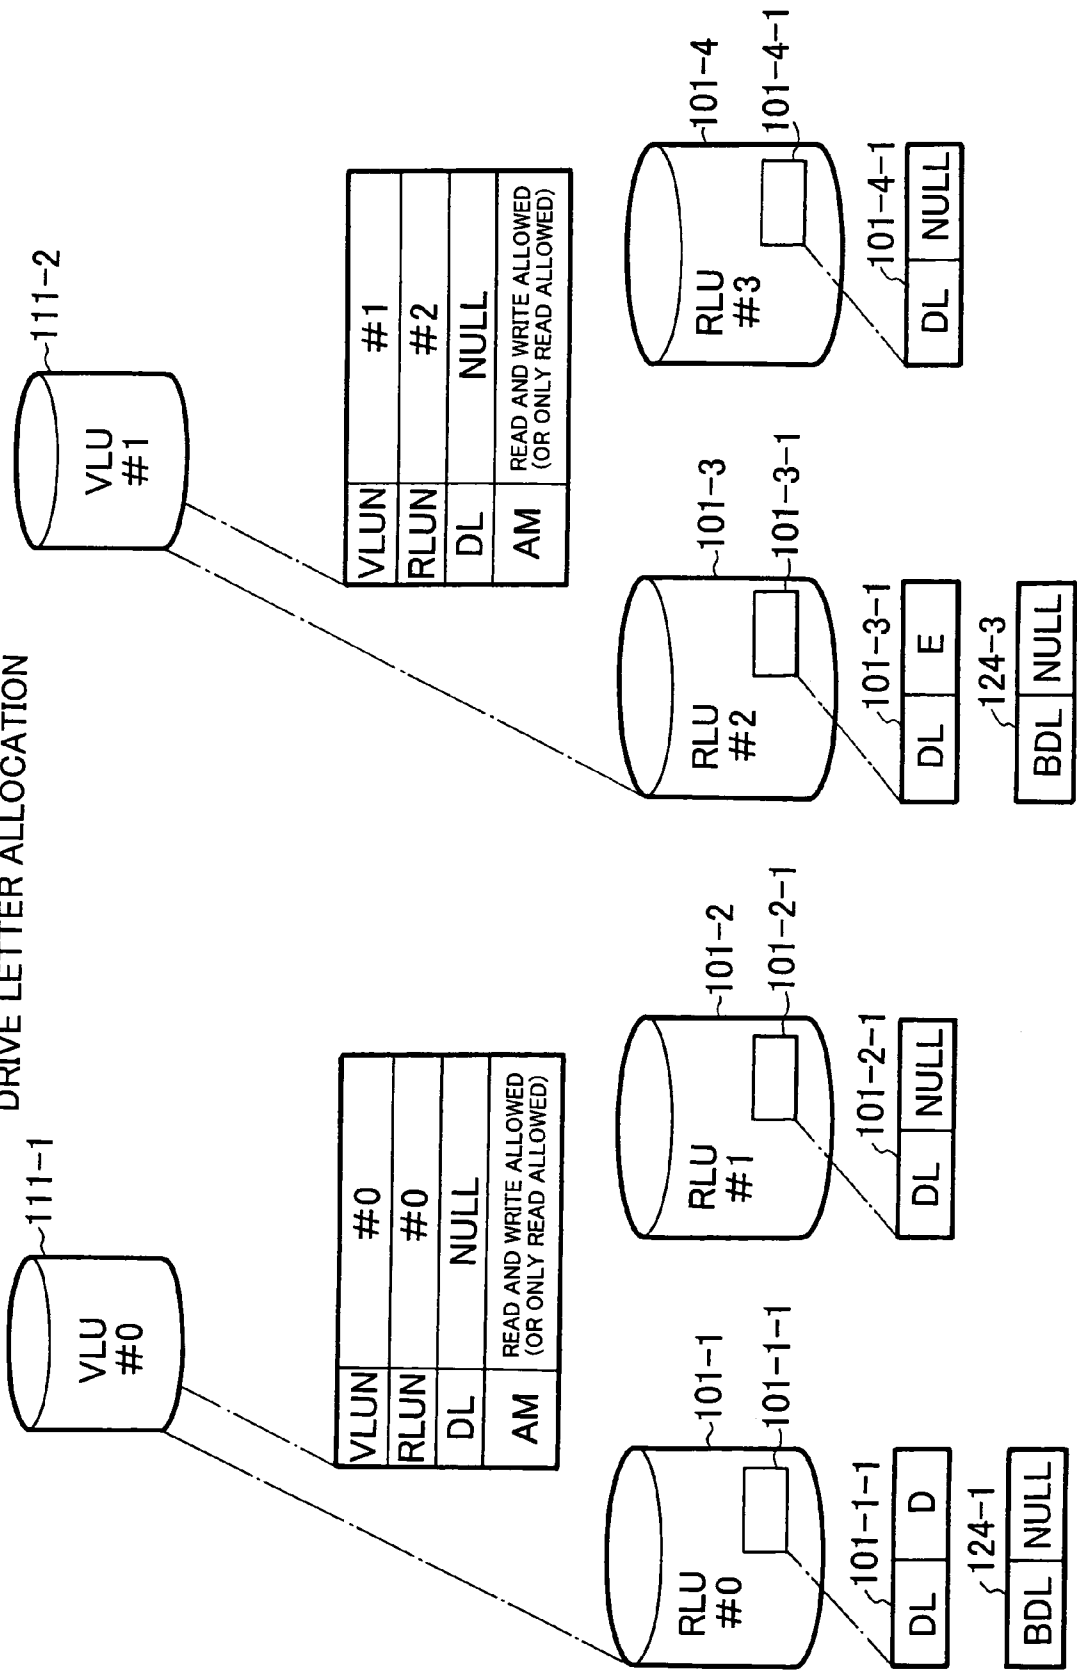 DRIVE LETTER ALLOCATION
111-1
VLU
#0
VLUN #0
RLUN #0
DL NULL
AM READ AND WRITE ALLOWED
(OR ONLY READ ALLOWED)
111-2
VLU
#1
VLUN #1
RLUN #2
DL NULL
AM READ AND WRITE ALLOWED
(OR ONLY READ ALLOWED)
RLU
#0
101-1
101-1-1
101-1-1
DL D
124-1
BDL NULL
RLU
#1
101-2
101-2-1
101-2-1
DL NULL
RLU
#2
101-3
101-3-1
101-3-1
DL E
124-3
BDL NULL
RLU
#3
101-4
101-4-1
101-4-1
DL NULL